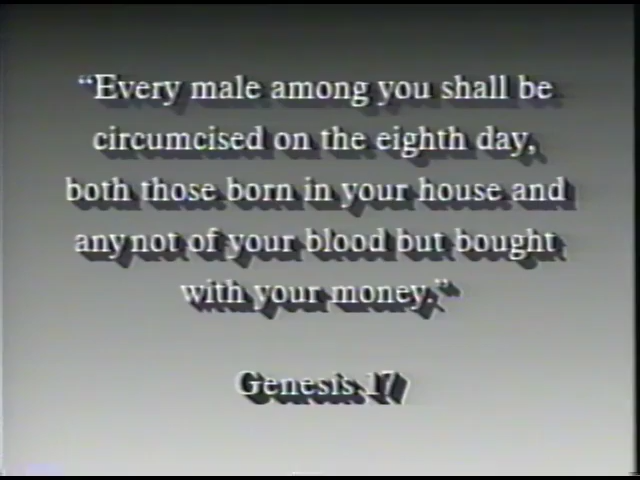 “Every male among you shall be
circumcised on the eighth day,
both those born in your house and
any not of your blood but bought
with your money.”
Genesis 17